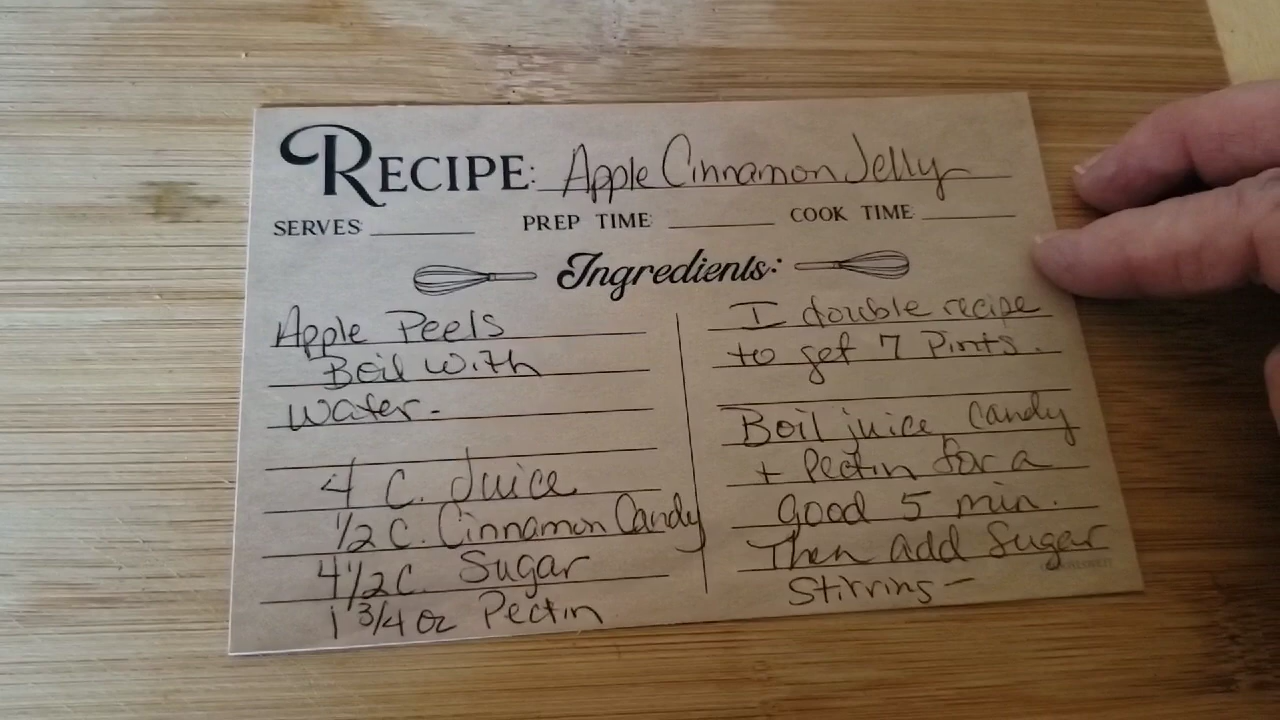 RECIPE: Apple Cinnamon Jelly
SERVES PREP TIME COOK TIME
Ingredients:
Apple Peels
Boil with
Water-
4 C. Juice
1/2 C. Cinnamon Candy
4 1/2 C. Sugar
1 3/4 oz Pectin
I double recipe
to get 7 Pints.
Boil juice Candy
+ Pectin for a
good 5 min.
Then add Sugar
Stirring-